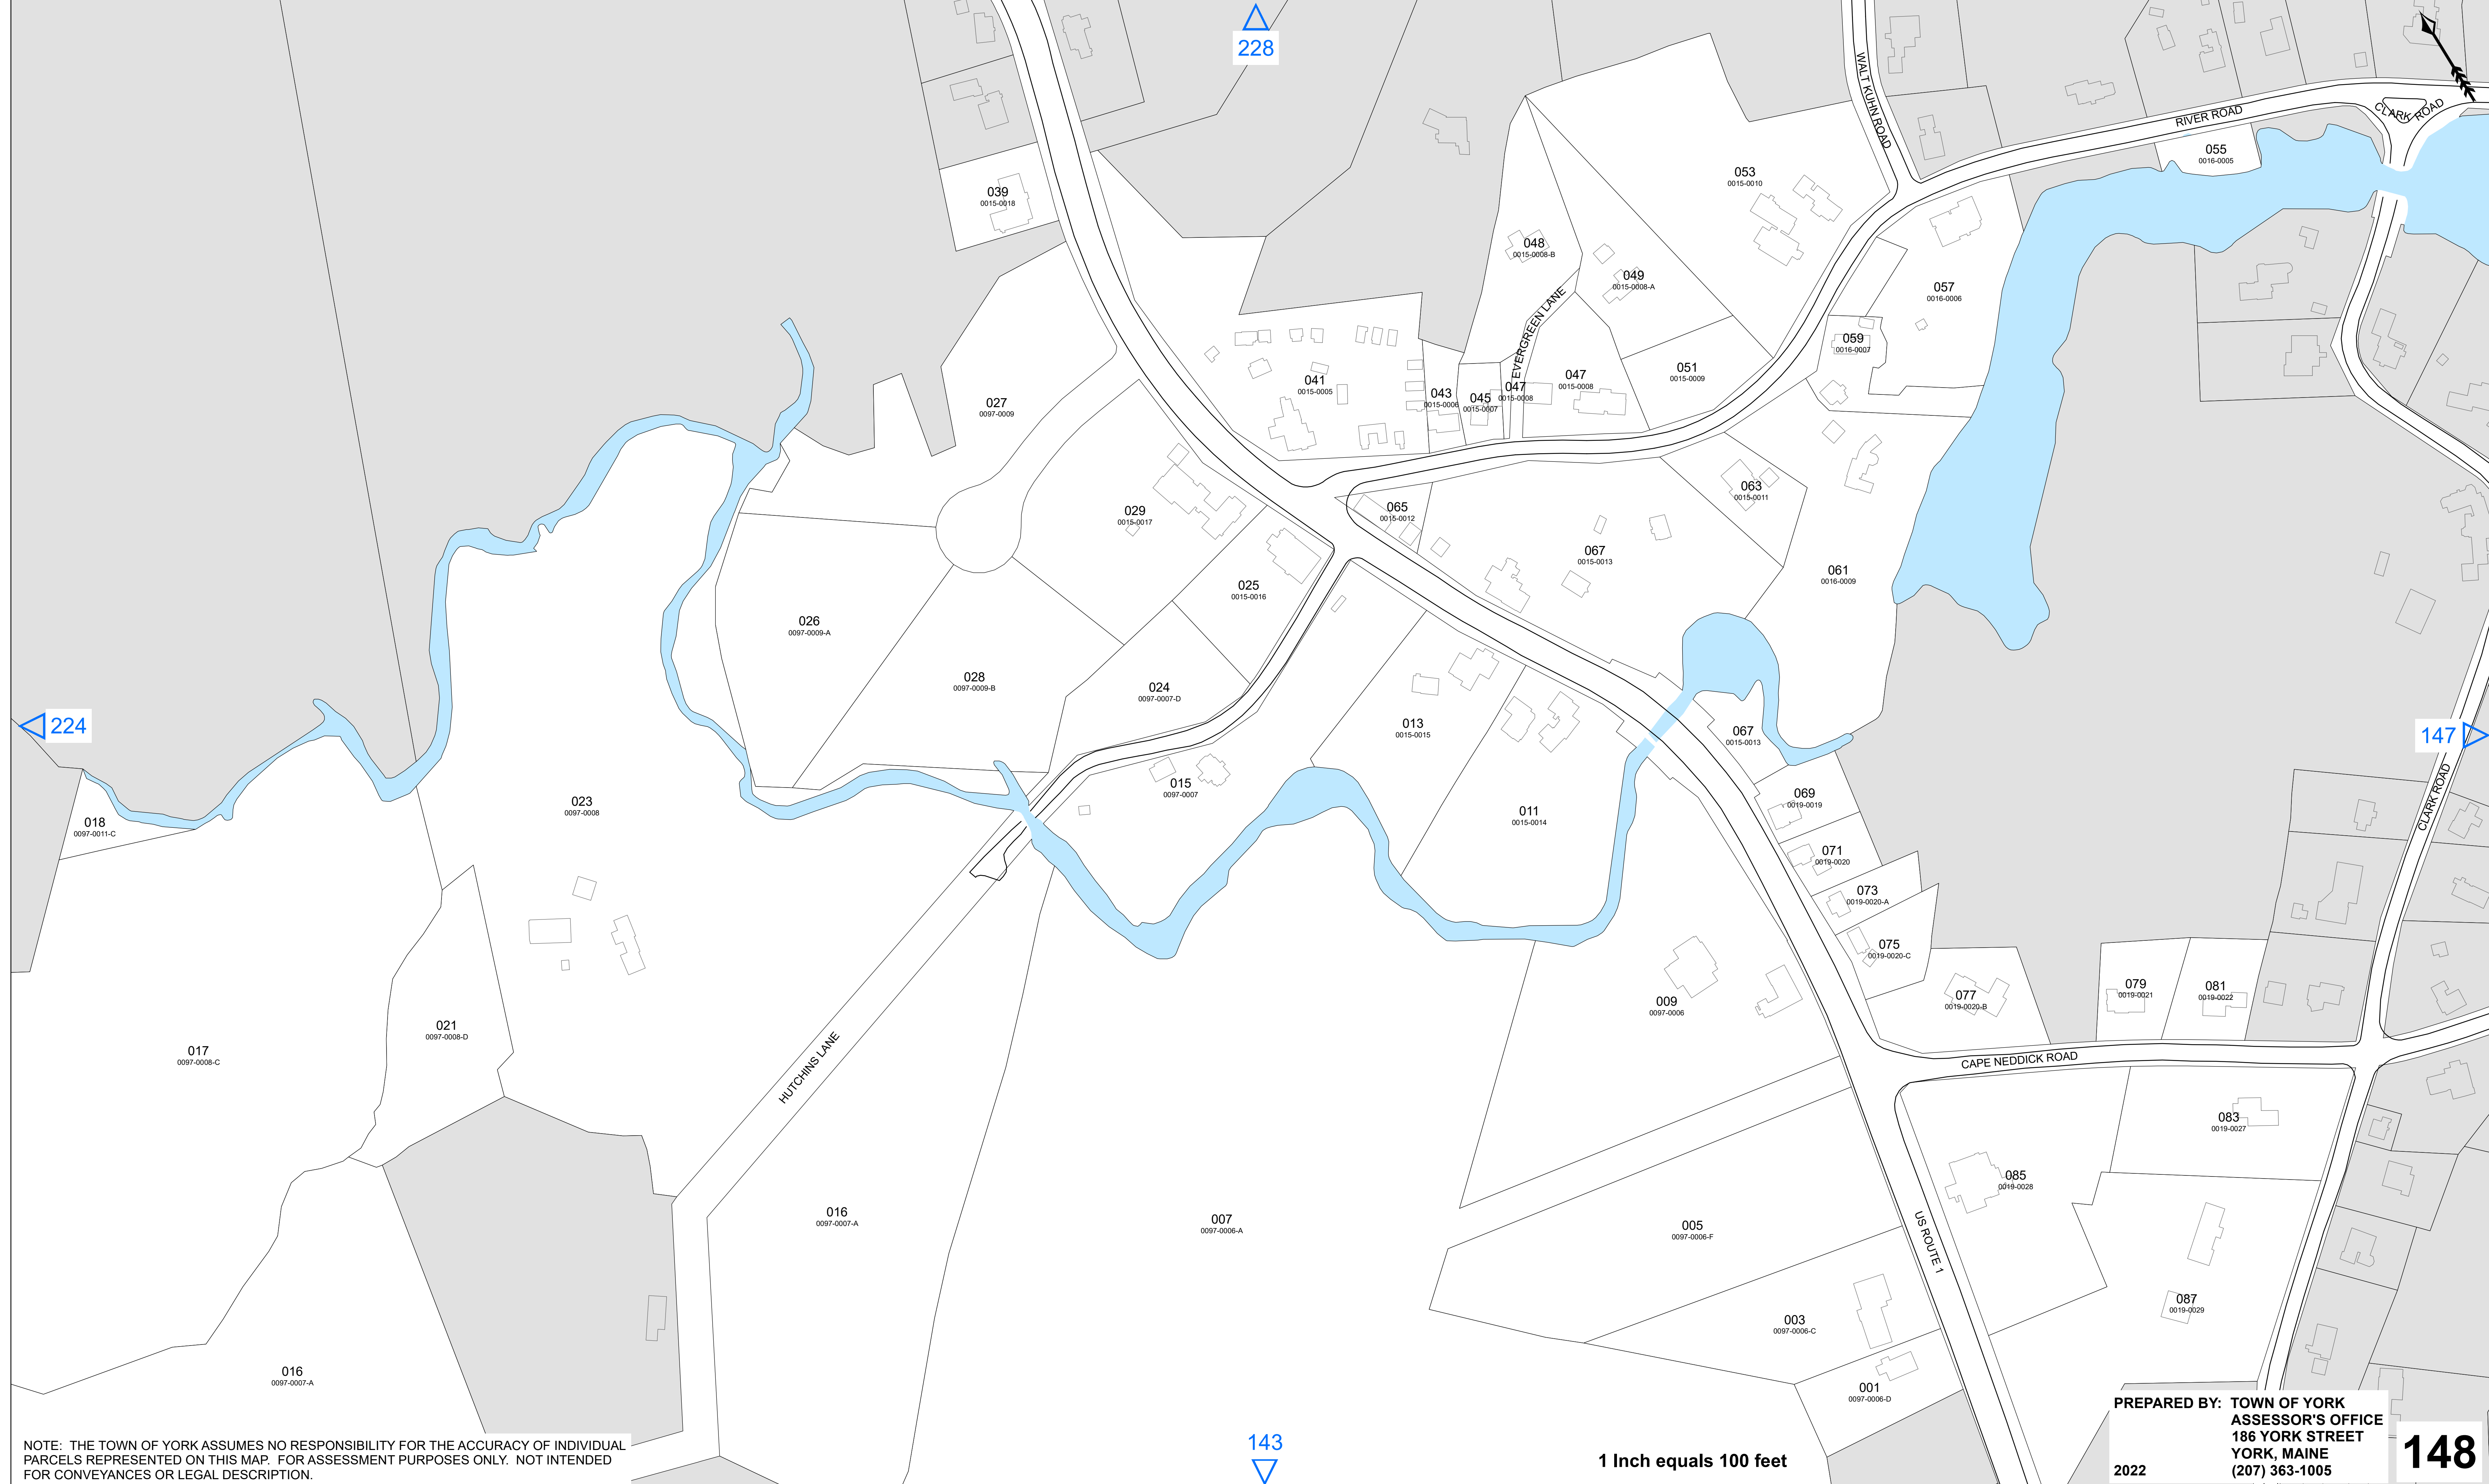 228
WALT KUHN ROAD
RIVER ROAD
CLARK ROAD
055
0016-0005
039
0015-0018
053
0015-0010
048
0015-0008-B
049
0015-0008-A
057
0016-0006
EVERGREEN LANE
059
0016-0007
041
0015-0005
043
0015-0006
045
0015-0007
047
0015-0008
047
0015-0008
051
0015-0009
027
0097-0009
029
0015-0017
065
0015-0012
063
0015-0011
067
0015-0013
061
0016-0009
025
0015-0016
026
0097-0009-A
028
0097-0009-B
024
0097-0007-D
013
0015-0015
067
0015-0013
224
147
015
0097-0007
011
0015-0014
069
0019-0019
CLARK ROAD
018
0097-0011-C
023
0097-0008
071
0019-0020
073
0019-0020-A
075
0019-0020-C
077
0019-0020-B
079
0019-0021
081
0019-0022
009
0097-0006
021
0097-0008-D
017
0097-0008-C
HUTCHINS LANE
CAPE NEDDICK ROAD
083
0019-0027
085
0019-0028
016
0097-0007-A
007
0097-0006-A
005
0097-0006-F
US ROUTE 1
087
0019-0029
003
0097-0006-C
016
0097-0007-A
001
0097-0006-D
143
1 Inch equals 100 feet
NOTE: THE TOWN OF YORK ASSUMES NO RESPONSIBILITY FOR THE ACCURACY OF INDIVIDUAL
PARCELS REPRESENTED ON THIS MAP. FOR ASSESSMENT PURPOSES ONLY. NOT INTENDED
FOR CONVEYANCES OR LEGAL DESCRIPTION.
PREPARED BY: TOWN OF YORK
ASSESSOR'S OFFICE
186 YORK STREET
YORK, MAINE
2022 (207) 363-1005
148